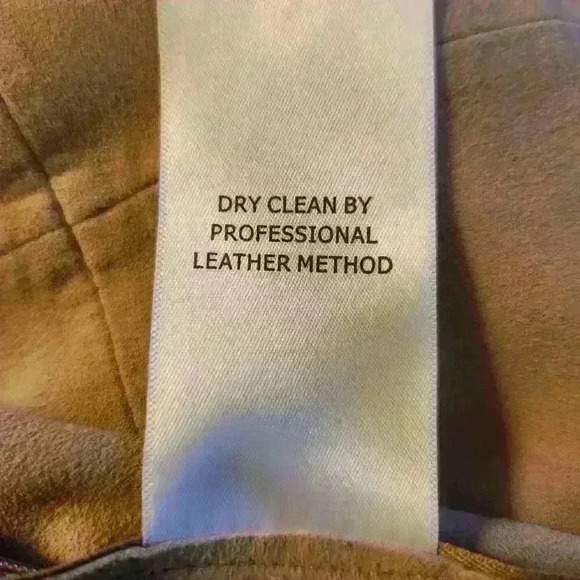 DRY CLEAN BY
PROFESSIONAL
LEATHER METHOD